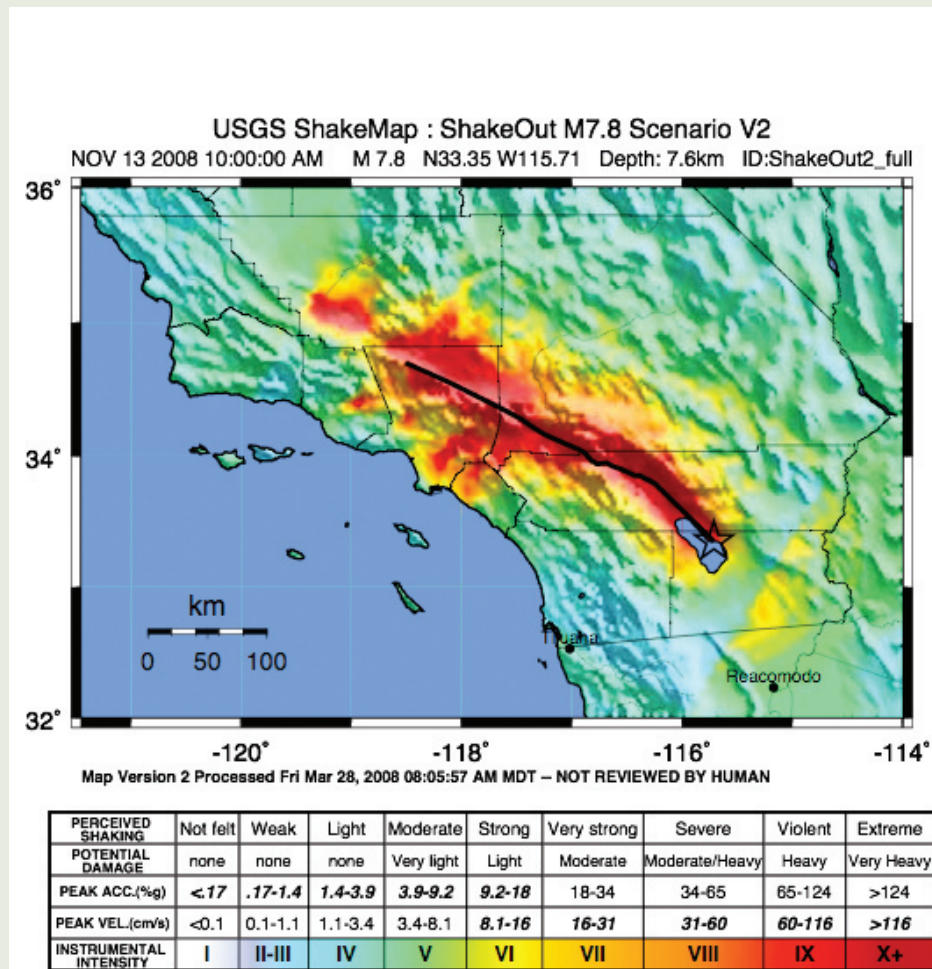 USGS ShakeMap : ShakeOut M7.8 Scenario V2
NOV 13 2008 10:00:00 AM M 7.8 N33.35 W115.71 Depth: 7.6km ID:ShakeOut2_full
36°
34°
km
0 50 100
Tijuana
Reacomodo
32°
-120° -118° -116° -114°
Map Version 2 Processed Fri Mar 28, 2008 08:05:57 AM MDT – NOT REVIEWED BY HUMAN
PERCEIVED SHAKING Not felt Weak Light Moderate Strong Very strong Severe Violent Extreme
POTENTIAL DAMAGE none none none Very light Light Moderate Moderate/Heavy Heavy Very Heavy
PEAK ACC.(%g) <.17 .17-1.4 1.4-3.9 3.9-9.2 9.2-18 18-34 34-65 65-124 >124
PEAK VEL.(cm/s) <0.1 0.1-1.1 1.1-3.4 3.4-8.1 8.1-16 16-31 31-60 60-116 >116
INSTRUMENTAL INTENSITY I II-III IV V VI VII VIII IX X+